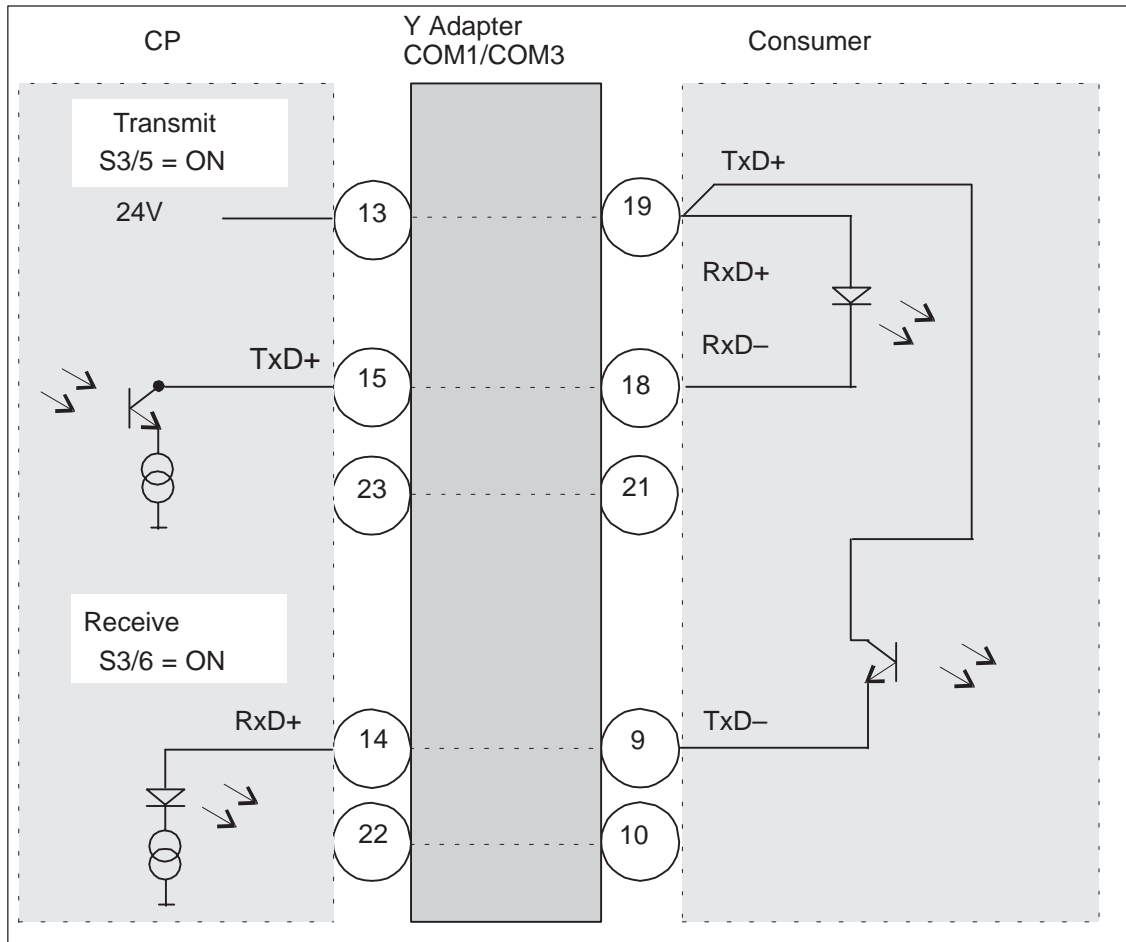 CP
Y Adapter
COM1/COM3
Consumer
Transmit
S3/5 = ON
24V
13
19
TxD+
RxD+
RxD–
TxD+
15
18
23
21
Receive
S3/6 = ON
RxD+
14
9
TxD–
22
10